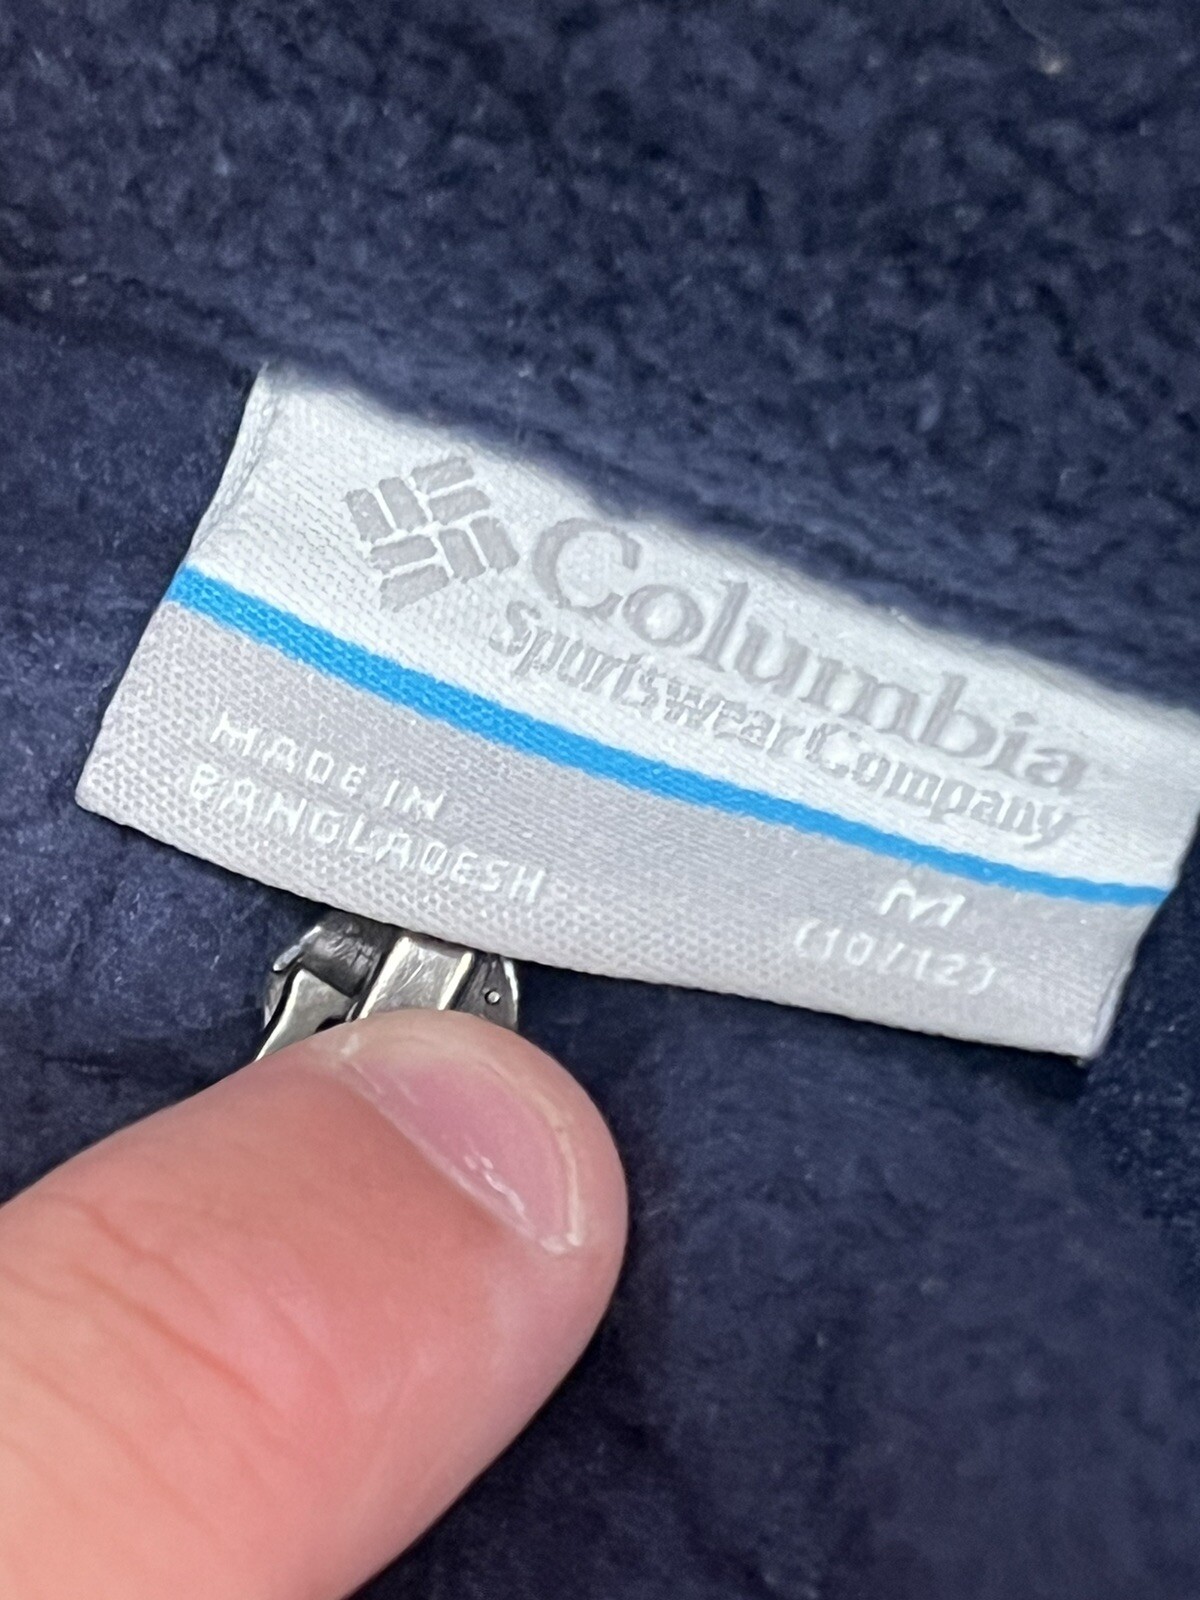 Columbia
Sportswear Company
MADE IN
BANGLADESH
M
(10/12)